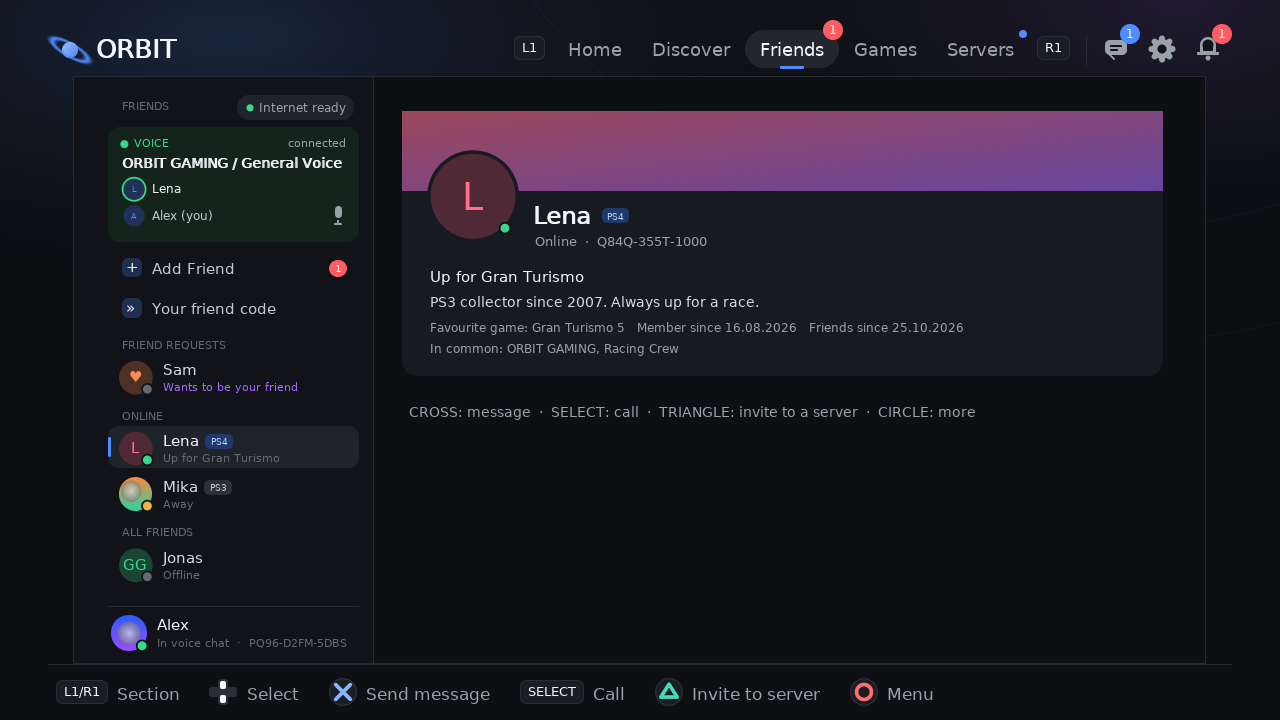 ORBIT
L1
Home
Discover
Friends
1
Games
Servers
R1
1
1
FRIENDS
Internet ready
VOICE
connected
ORBIT GAMING / General Voice
L
Lena
A
Alex (you)
+
Add Friend
1
»
Your friend code
FRIEND REQUESTS
♥
Sam
Wants to be your friend
ONLINE
L
Lena
PS4
Up for Gran Turismo
Mika
PS3
Away
ALL FRIENDS
GG
Jonas
Offline
Alex
In voice chat · PQ96-D2FM-5DBS
L
Lena
PS4
Online · Q84Q-355T-1000
Up for Gran Turismo
PS3 collector since 2007. Always up for a race.
Favourite game: Gran Turismo 5 Member since 16.08.2026 Friends since 25.10.2026
In common: ORBIT GAMING, Racing Crew
CROSS: message · SELECT: call · TRIANGLE: invite to a server · CIRCLE: more
L1/R1 Section
Select
Send message
SELECT Call
Invite to server
Menu